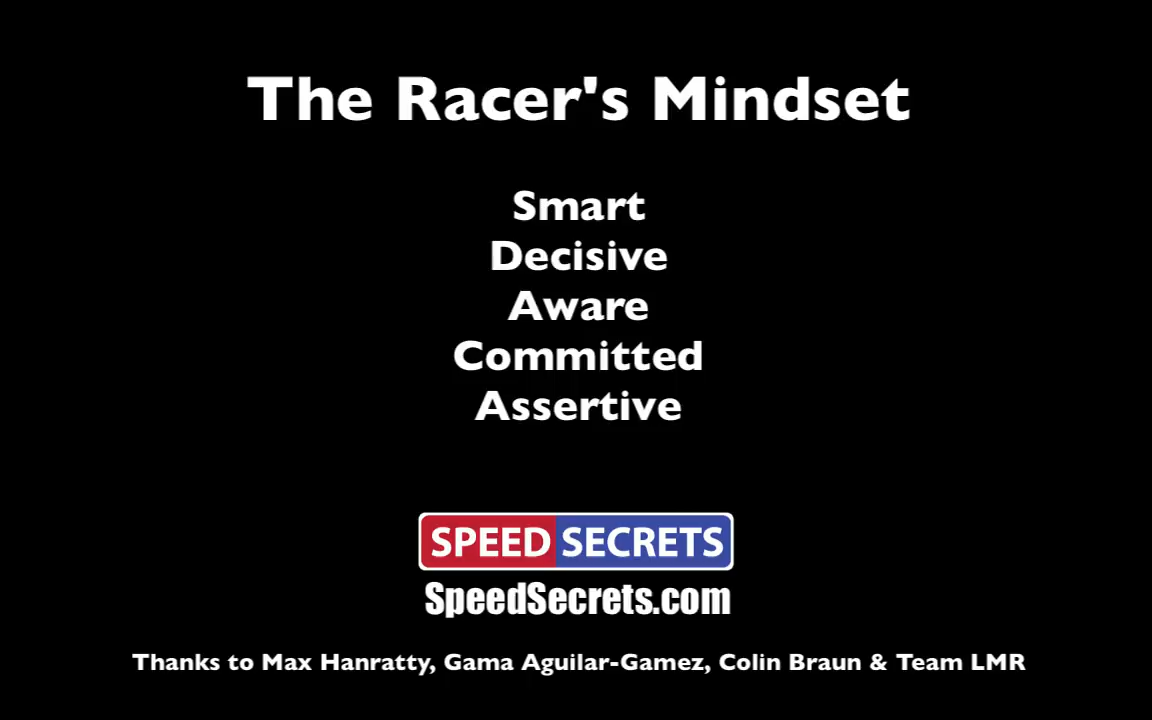 The Racer's Mindset
Smart
Decisive
Aware
Committed
Assertive
SPEED SECRETS
SpeedSecrets.com
Thanks to Max Hanratty, Gama Aguilar-Gamez, Colin Braun & Team LMR